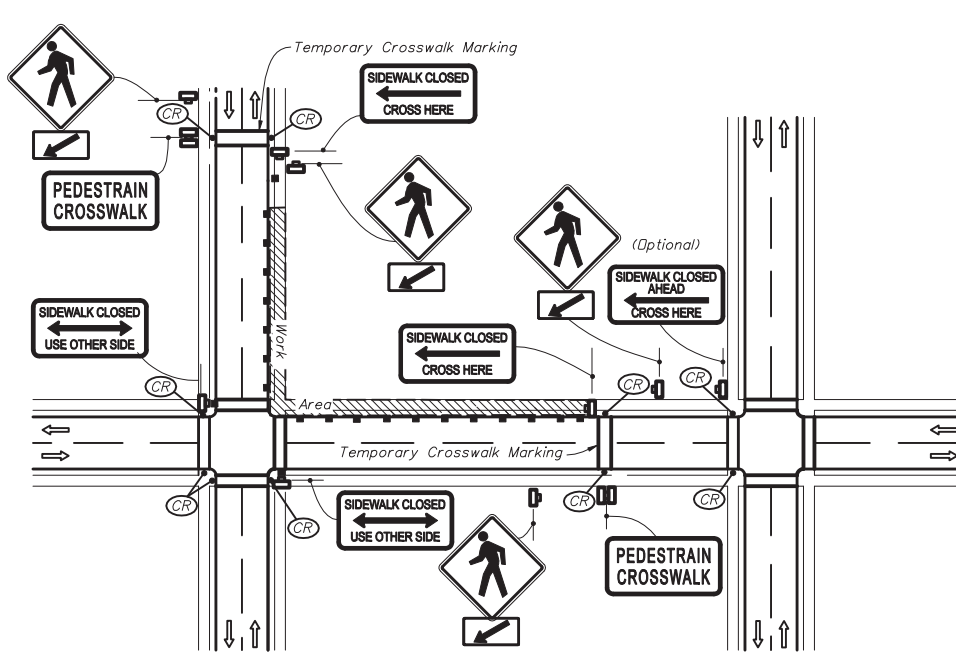 Temporary Crosswalk Marking
SIDEWALK CLOSED
CROSS HERE
CR
CR
PEDESTRAIN
CROSSWALK
(Optional)
SIDEWALK CLOSED
AHEAD
CROSS HERE
SIDEWALK CLOSED
USE OTHER SIDE
Work
SIDEWALK CLOSED
CROSS HERE
CR
CR
CR
Area
Temporary Crosswalk Marking
CR
CR
CR
CR
SIDEWALK CLOSED
USE OTHER SIDE
PEDESTRAIN
CROSSWALK